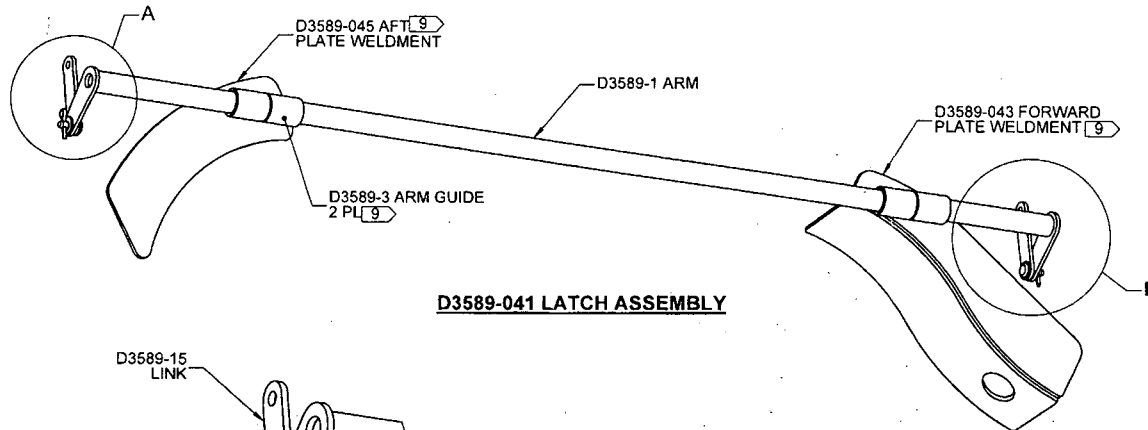 A
D3589-045 AFT 9
PLATE WELDMENT
D3589-1 ARM
D3589-043 FORWARD
PLATE WELDMENT 9
D3589-3 ARM GUIDE
2 PL 9
D3589-041 LATCH ASSEMBLY
D3589-15
LINK